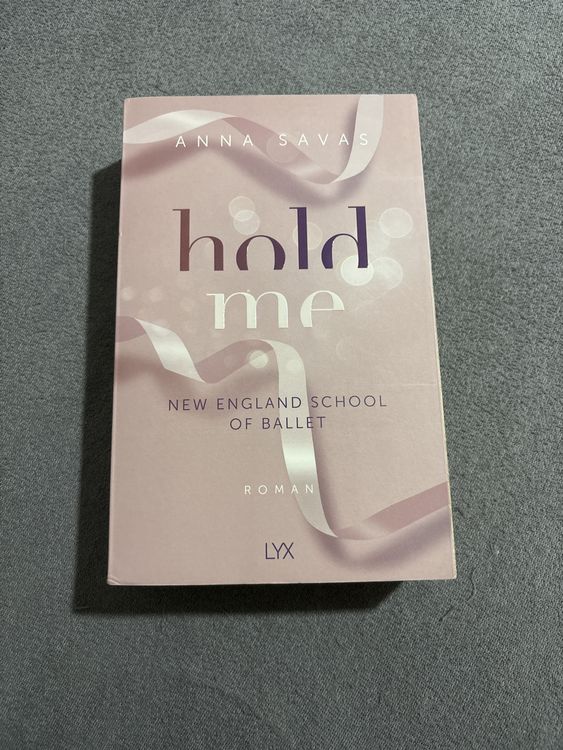 ANNA SAVAS
hold
me
NEW ENGLAND SCHOOL
OF BALLET
ROMAN
LYX